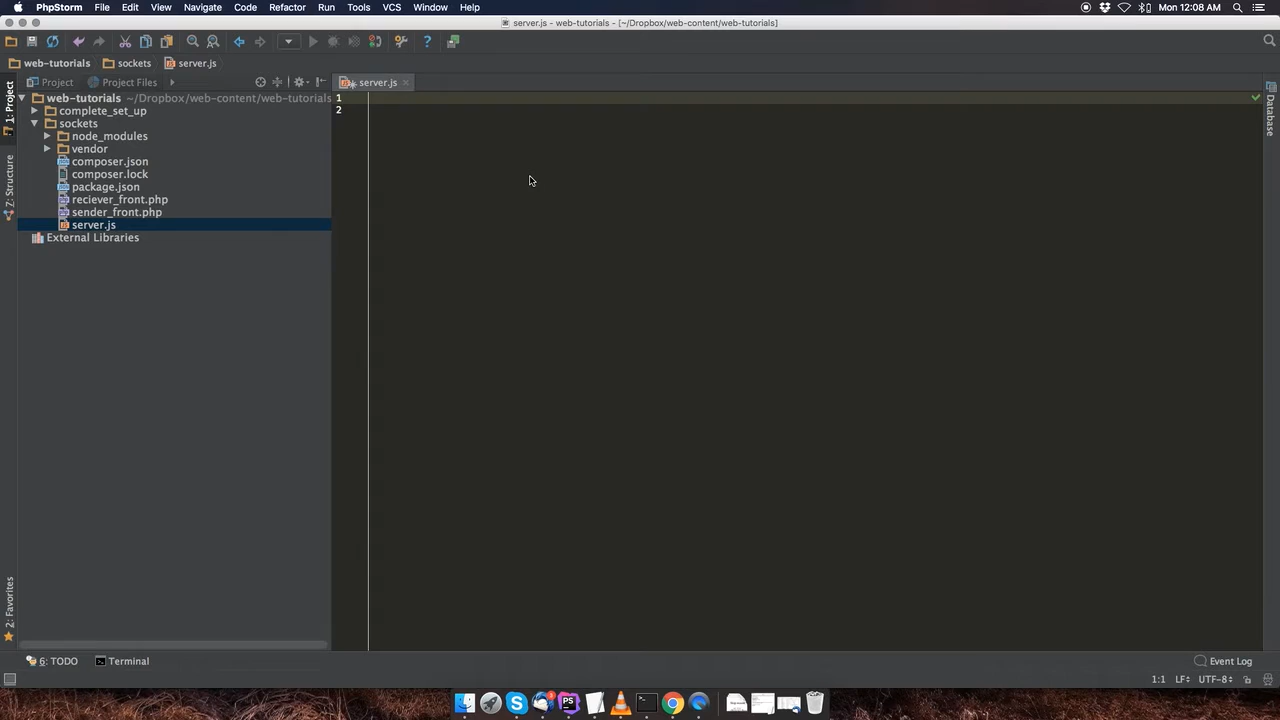 PhpStorm File Edit View Navigate Code Refactor Run Tools VCS Window Help Mon 12:08 AM
server.js - web-tutorials - [~/Dropbox/web-content/web-tutorials]
web-tutorials sockets server.js
Project Project Files server.js
1: Project
Z: Structure
2: Favorites
Database
web-tutorials ~/Dropbox/web-content/web-tutorials
complete_set_up
sockets
node_modules
vendor
composer.json
composer.lock
package.json
reciever_front.php
sender_front.php
server.js
External Libraries
1
2
6: TODO Terminal Event Log
1:1 LF÷ UTF-8÷
3
PS